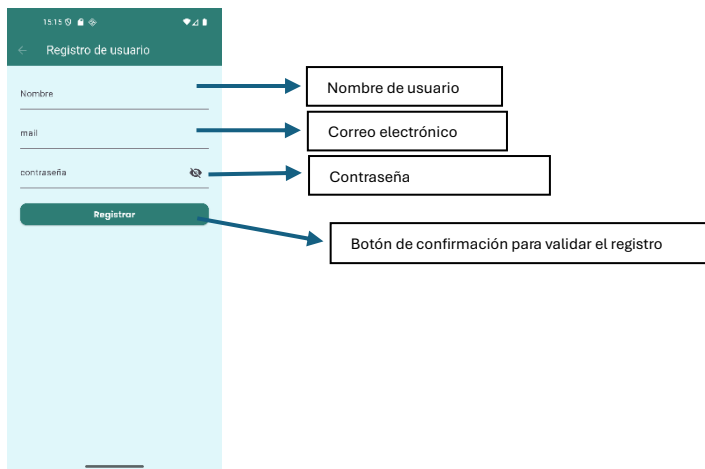 15:15
Registro de usuario
Nombre
Nombre de usuario
mail
Correo electrónico
contraseña
Contraseña
Registrar
Botón de confirmación para validar el registro